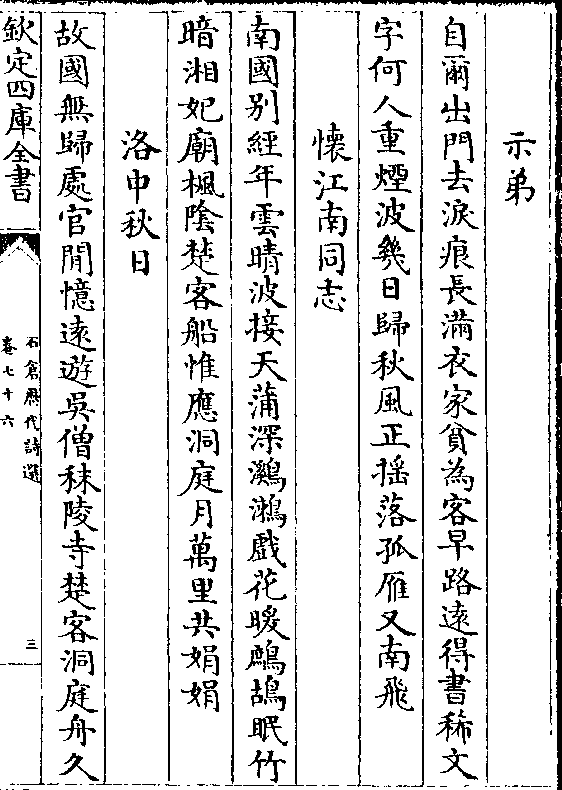 示弟
自爾出門去淚痕長滿衣家貧為客早路遠得書稀文
字何人重煙波幾日歸秋風正揺落孤雁又南飛
懐江南同志
南國别經年雲晴波接天蒲深鸂鶒戲花暖鷓鴣眠竹
暗湘妃廟楓隂楚客船惟應洞庭月萬里共娟娟
洛中秋日
故國無歸處官閒憶遠遊吳僧秣陵寺楚客洞庭舟久
欽定四庫全書
石倉歷代詩選
卷七十六
三